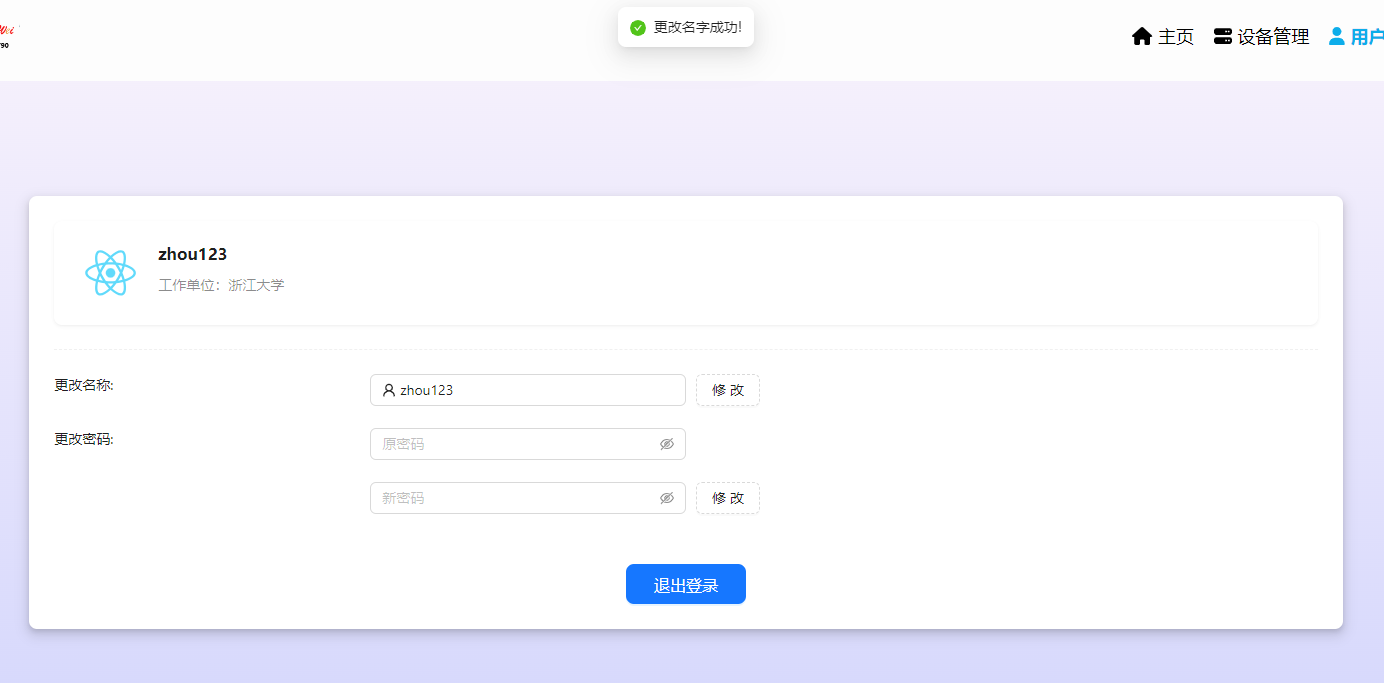 更改名字成功!
主页
设备管理
用户
zhou123
工作单位：浙江大学
更改名称:
zhou123
修 改
更改密码:
原密码
新密码
修 改
退出登录